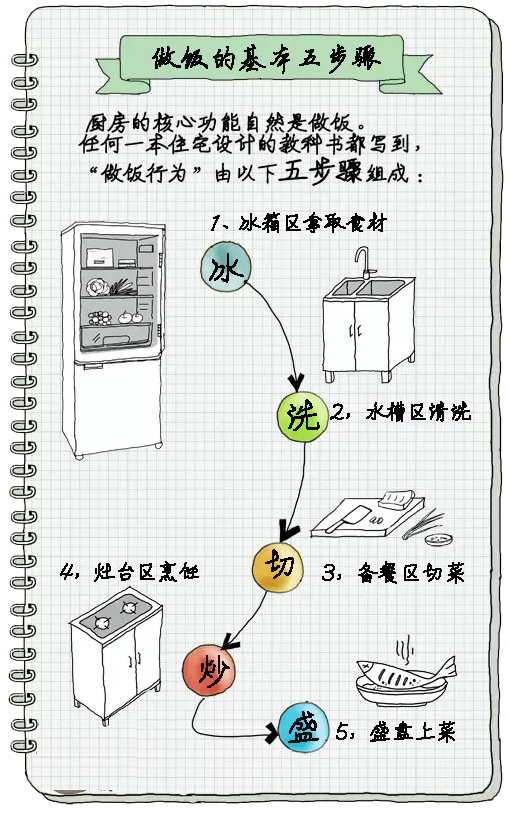 做饭的基本五步骤
厨房的核心功能自然是做饭。
任何一本住宅设计的教科书都写到，
“做饭行为”由以下五步骤组成：
1、冰箱区拿取食材
冰
洗
2，水槽区清洗
切
3，备餐区切菜
4，灶台区烹饪
炒
盛
5，盛盘上菜